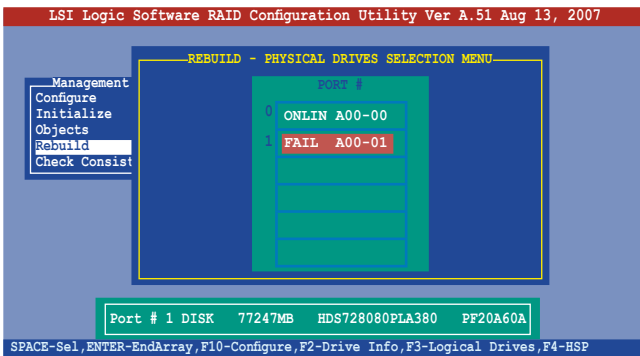 LSI Logic Software RAID Configuration Utility Ver A.51 Aug 13, 2007
REBUILD - PHYSICAL DRIVES SELECTION MENU
Management
Configure
Initialize
Objects
Rebuild
Check Consist
PORT #
0 ONLIN A00-00
1 FAIL A00-01
Port # 1 DISK 77247MB HDS728080PLA380 PF20A60A
SPACE-Sel,ENTER-EndArray,F10-Configure,F2-Drive Info,F3-Logical Drives,F4-HSP